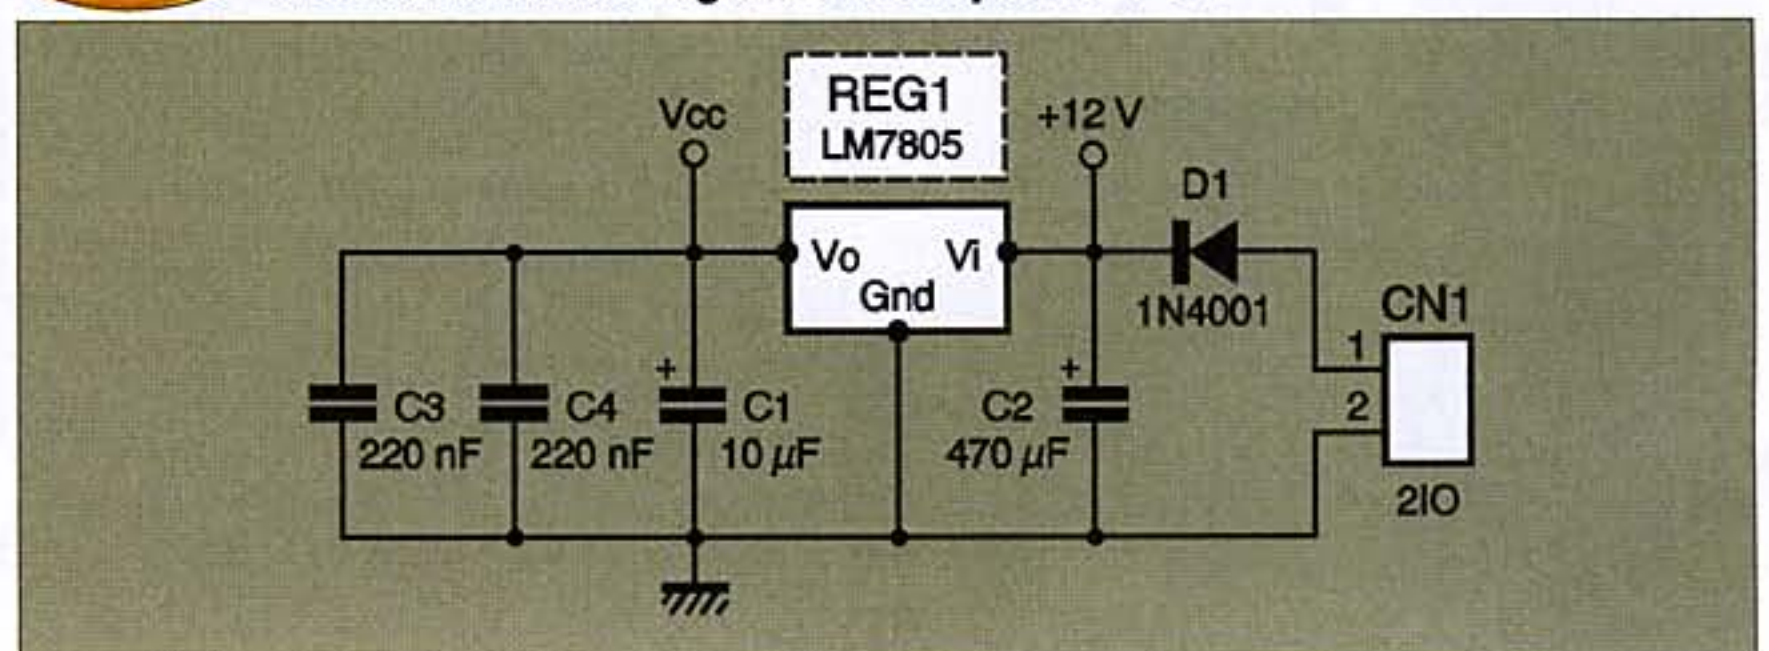 REG1
LM7805
Vcc
+12 V
D1
Vo
Vi
Gnd
1N4001
CN1
1
2
C3
220 nF
C4
220 nF
+
C1
10 µF
+
C2
470 µF
2IO